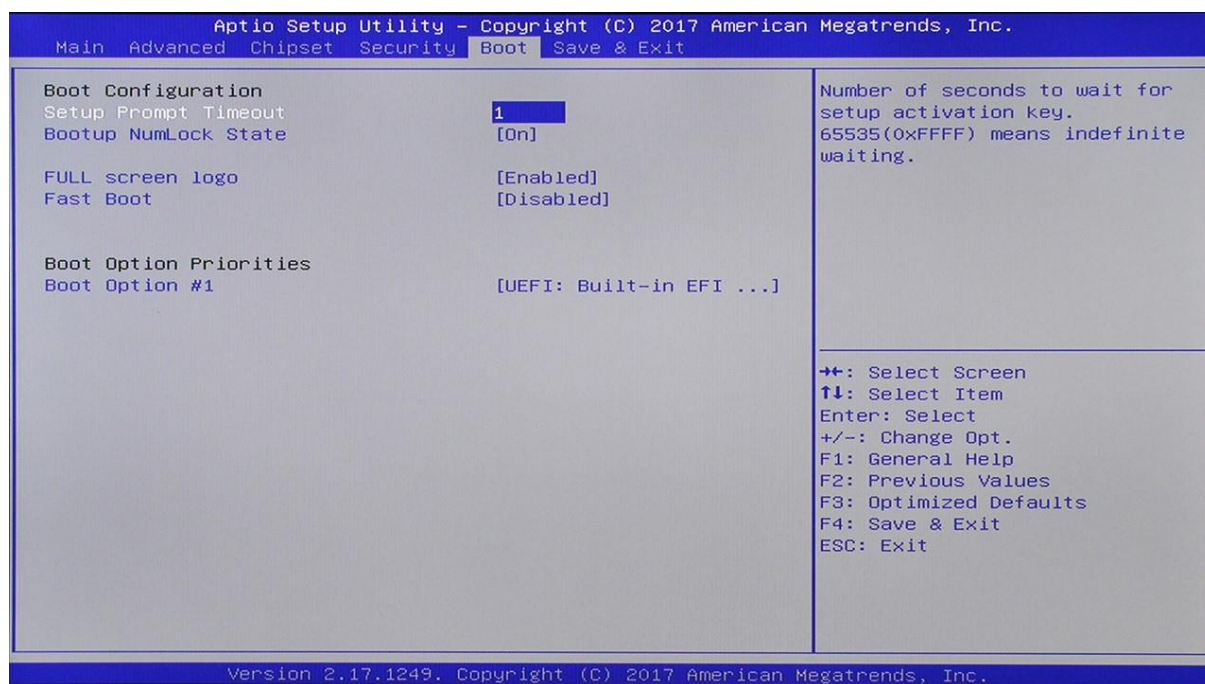 Aptio Setup Utility – Copyright (C) 2017 American Megatrends, Inc.
Main Advanced Chipset Security Boot Save & Exit
Boot Configuration
Setup Prompt Timeout 1
Bootup NumLock State [On]
FULL screen logo [Enabled]
Fast Boot [Disabled]
Boot Option Priorities
Boot Option #1 [UEFI: Built-in EFI ...]
Number of seconds to wait for
setup activation key.
65535(0xFFFF) means indefinite
waiting.
→←: Select Screen
↑↓: Select Item
Enter: Select
+/-: Change Opt.
F1: General Help
F2: Previous Values
F3: Optimized Defaults
F4: Save & Exit
ESC: Exit
Version 2.17.1249. Copyright (C) 2017 American Megatrends, Inc.